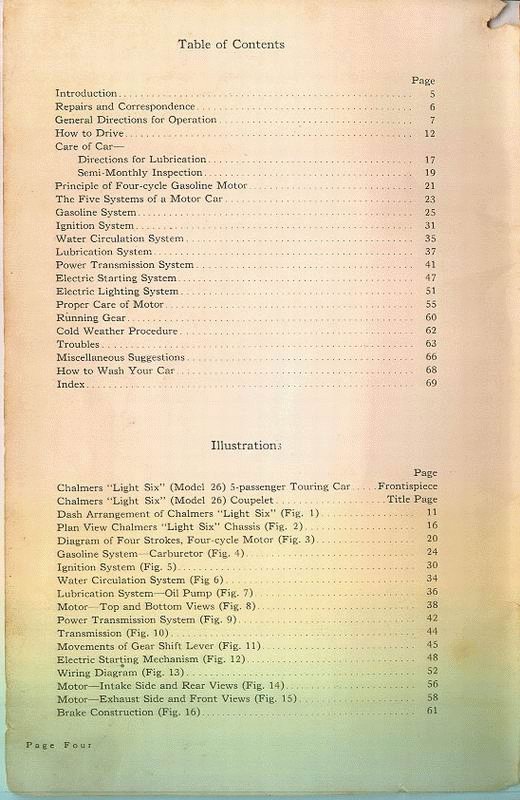 Table of Contents
Page
Introduction 5
Repairs and Correspondence 6
General Directions for Operation 7
How to Drive 12
Care of Car—
Directions for Lubrication 17
Semi-Monthly Inspection 19
Principle of Four-cycle Gasoline Motor 21
The Five Systems of a Motor Car 23
Gasoline System 25
Ignition System 31
Water Circulation System 35
Lubrication System 37
Power Transmission System 41
Electric Starting System 47
Electric Lighting System 51
Proper Care of Motor 55
Running Gear 60
Cold Weather Procedure 62
Troubles 63
Miscellaneous Suggestions 66
How to Wash Your Car 68
Index 69
Illustrations
Page
Chalmers "Light Six" (Model 26) 5-passenger Touring Car Frontispiece
Chalmers "Light Six" (Model 26) Coupelet Title Page
Dash Arrangement of Chalmers "Light Six" (Fig. 1) 11
Plan View Chalmers "Light Six" Chassis (Fig. 2) 16
Diagram of Four Strokes, Four-cycle Motor (Fig. 3) 20
Gasoline System—Carburetor (Fig. 4) 24
Ignition System (Fig. 5) 30
Water Circulation System (Fig 6) 34
Lubrication System—Oil Pump (Fig. 7) 36
Motor—Top and Bottom Views (Fig. 8) 38
Power Transmission System (Fig. 9) 42
Transmission (Fig. 10) 44
Movements of Gear Shift Lever (Fig. 11) 45
Electric Starting Mechanism (Fig. 12) 48
Wiring Diagram (Fig. 13) 52
Motor—Intake Side and Rear Views (Fig. 14) 56
Motor—Exhaust Side and Front Views (Fig. 15) 58
Brake Construction (Fig. 16) 61
Page Four